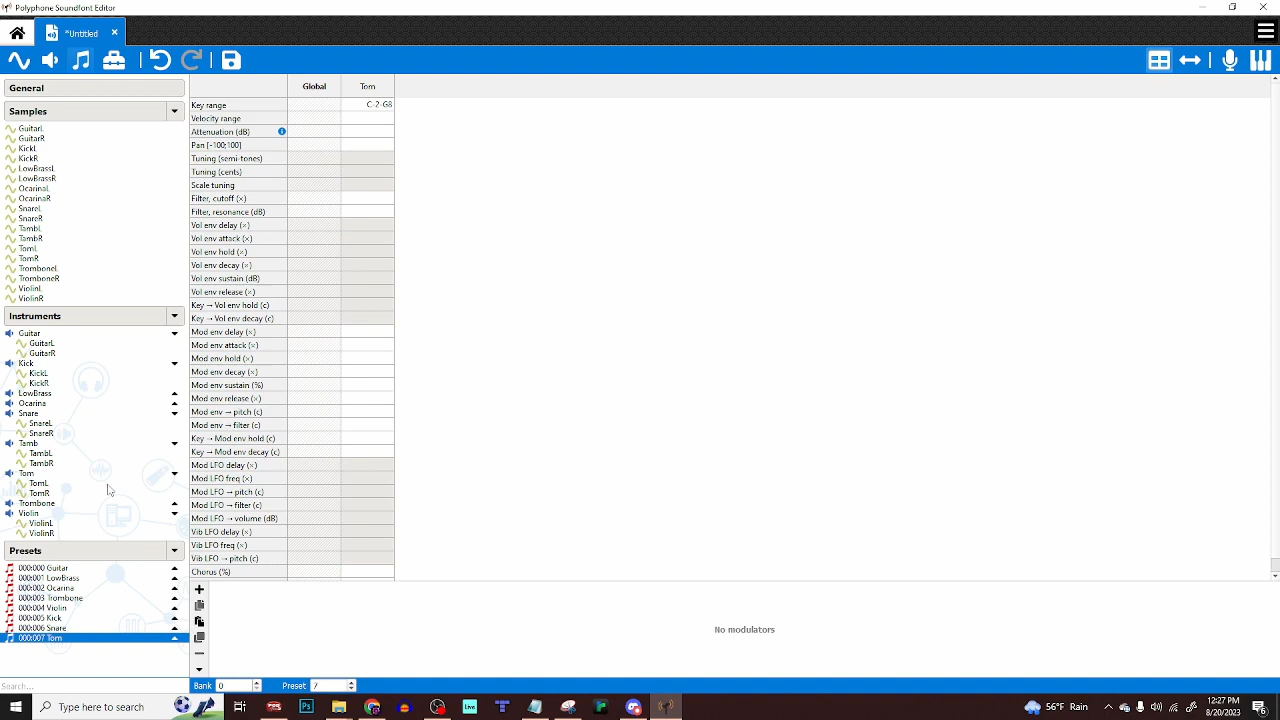 Polyphone Soundfont Editor
*Untitled
General
Samples
GuitarL
GuitarR
KickL
KickR
LowBrassL
LowBrassR
OcarinaL
OcarinaR
SnareL
SnareR
TambL
TambR
TomL
TomR
TromboneL
TromboneR
ViolinL
ViolinR
Instruments
Guitar
GuitarL
GuitarR
Kick
KickL
KickR
LowBrass
Ocarina
Snare
SnareL
SnareR
Tamb
TambL
TambR
Tom
TomL
TomR
Trombone
Violin
ViolinL
ViolinR
Presets
000:000 Guitar
000:001 LowBrass
000:002 Ocarina
000:003 Trombone
000:004 Violin
000:005 Kick
000:006 Snare
000:007 Tom
Search...
Global Tom
Key range C-2-G8
Velocity range
Attenuation (dB)
Pan [-100;100]
Tuning (semi-tones)
Tuning (cents)
Scale tuning
Filter, cutoff (×)
Filter, resonance (dB)
Vol env delay (×)
Vol env attack (×)
Vol env hold (×)
Vol env decay (×)
Vol env sustain (dB)
Vol env release (×)
Key → Vol env hold (c)
Key → Vol env decay (c)
Mod env delay (×)
Mod env attack (×)
Mod env hold (×)
Mod env decay (×)
Mod env sustain (%)
Mod env release (×)
Mod env → pitch (c)
Mod env → filter (c)
Key → Mod env hold (c)
Key → Mod env decay (c)
Mod LFO delay (×)
Mod LFO freq (×)
Mod LFO → pitch (c)
Mod LFO → filter (c)
Mod LFO → volume (dB)
Vib LFO delay (×)
Vib LFO freq (×)
Vib LFO → pitch (c)
Chorus (%)
No modulators
Bank 0 Preset 7
Type here to search
Ps
Live
56°F Rain
12:27 PM
8/20/2023